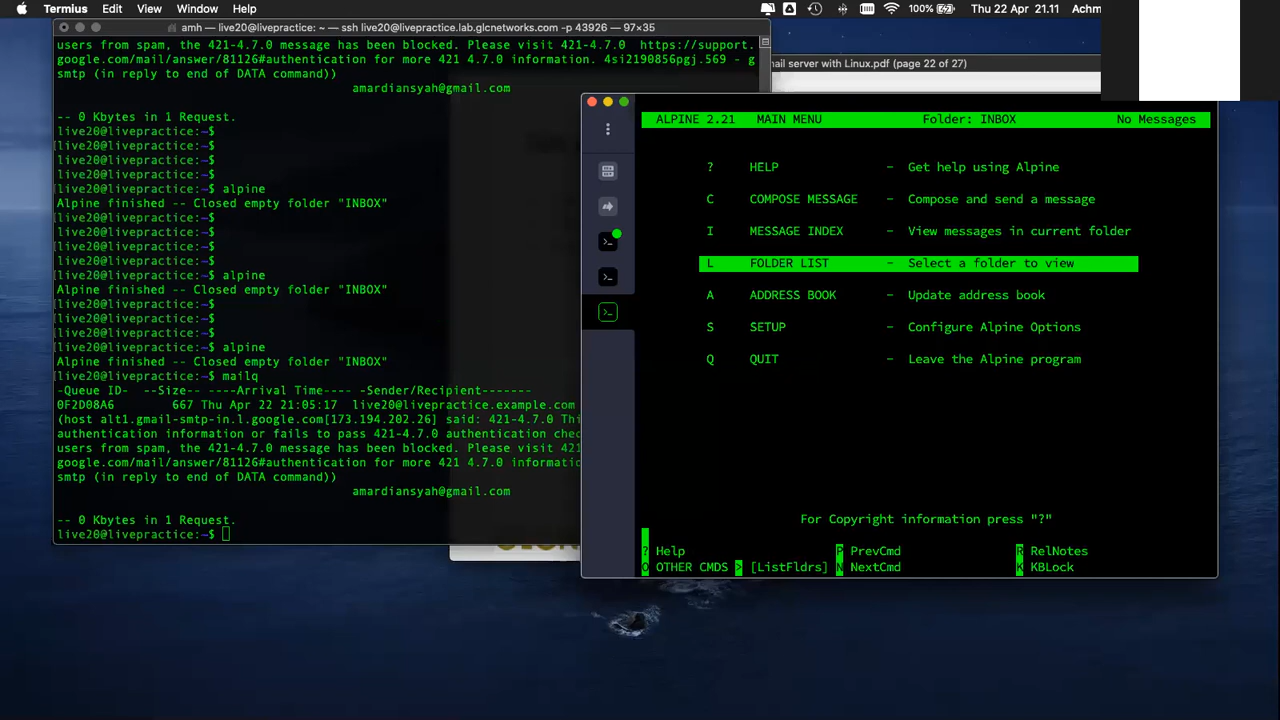 Termius Edit View Window Help 100% Thu 22 Apr 21.11 Achm
amh — live20@livepractice: ~ — ssh live20@livepractice.lab.glcnetworks.com -p 43926 — 97×35
users from spam, the 421-4.7.0 message has been blocked. Please visit 421-4.7.0  https://support.
google.com/mail/answer/81126#authentication for more 421 4.7.0 information. 4si2190856pgj.569 - g
smtp (in reply to end of DATA command))
amardiansyah@gmail.com
-- 0 Kbytes in 1 Request.
live20@livepractice:~$
[live20@livepractice:~$
[live20@livepractice:~$
[live20@livepractice:~$
[live20@livepractice:~$ alpine
Alpine finished -- Closed empty folder "INBOX"
[live20@livepractice:~$
[live20@livepractice:~$
[live20@livepractice:~$
[live20@livepractice:~$
[live20@livepractice:~$ alpine
Alpine finished -- Closed empty folder "INBOX"
[live20@livepractice:~$
[live20@livepractice:~$
[live20@livepractice:~$
[live20@livepractice:~$ alpine
Alpine finished -- Closed empty folder "INBOX"
[live20@livepractice:~$ mailq
-Queue ID-  --Size-- ----Arrival Time---- -Sender/Recipient-------
0F2D08A6      667 Thu Apr 22 21:05:17  live20@livepractice.example.com
(host alt1.gmail-smtp-in.l.google.com[173.194.202.26] said: 421-4.7.0 Thi
authentication information or fails to pass 421-4.7.0 authentication chec
users from spam, the 421-4.7.0 message has been blocked. Please visit 421
google.com/mail/answer/81126#authentication for more 421 4.7.0 informatio
smtp (in reply to end of DATA command))
amardiansyah@gmail.com
-- 0 Kbytes in 1 Request.
live20@livepractice:~$
ail server with Linux.pdf (page 22 of 27)
ALPINE 2.21   MAIN MENU   Folder: INBOX   No Messages
?   HELP   -   Get help using Alpine
C   COMPOSE MESSAGE   -   Compose and send a message
I   MESSAGE INDEX   -   View messages in current folder
L   FOLDER LIST   -   Select a folder to view
A   ADDRESS BOOK   -   Update address book
S   SETUP   -   Configure Alpine Options
Q   QUIT   -   Leave the Alpine program
For Copyright information press "?"
? Help   P PrevCmd   R RelNotes
O OTHER CMDS > [ListFldrs] N NextCmd   K KBLock